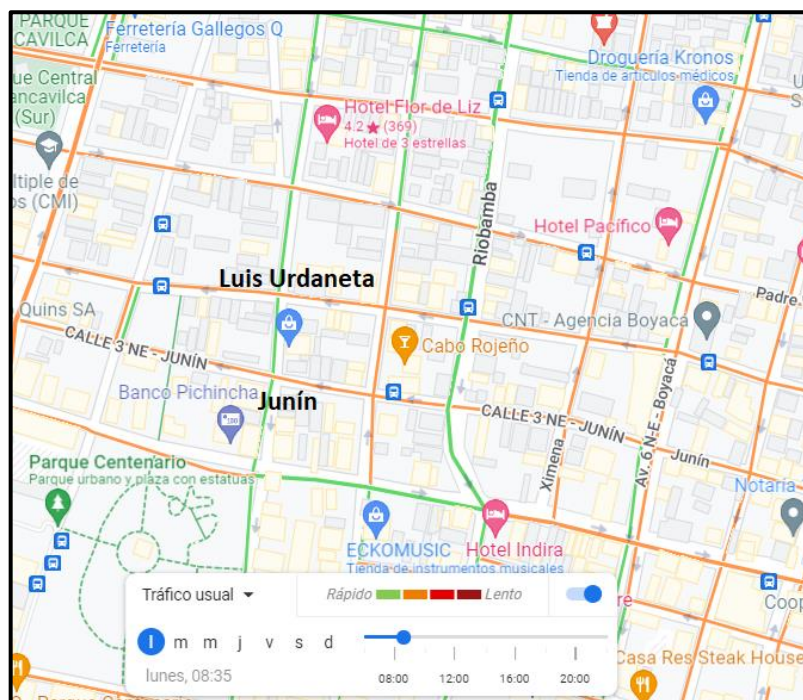 PARQUE
CAVILCA
Ferretería Gallegos Q
Ferretería
Droguería Kronos
Tienda de artículos médicos
ue Central
ancavilca
(Sur)
Hotel Flor de Liz
4.2 ★ (369)
Hotel de 3 estrellas
ltiple de
os (CMI)
Riobamba
Hotel Pacífico
Luis Urdaneta
Padre
Quins SA
CNT - Agencia Boyacá
CALLE 3 NE - JUNÍN
Cabo Rojeño
Banco Pichincha
Junín
CALLE 3 NE - JUNÍN
Junín
Av. 6 N-E - Boyacá
Ximena
Parque Centenario
Parque urbano y plaza con estatuas
Notaría
ECKOMUSIC
Tienda de instrumentos musicales
Hotel Indira
Tráfico usual
Rápido
Lento
re
Coop
l m m j v s d
lunes, 08:35
08:00 12:00 16:00 20:00
Casa Res Steak House